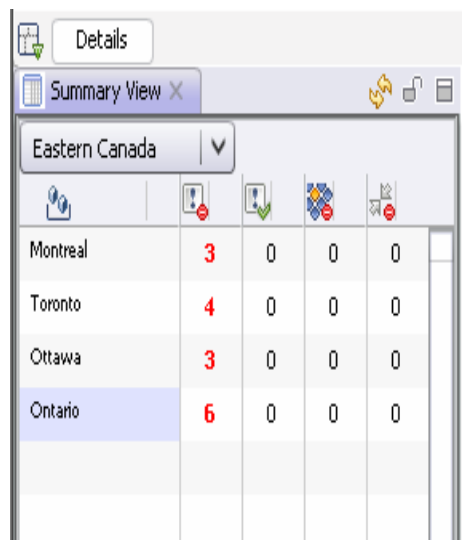 Details
Summary View
Eastern Canada
Montreal 3 0 0 0
Toronto 4 0 0 0
Ottawa 3 0 0 0
Ontario 6 0 0 0